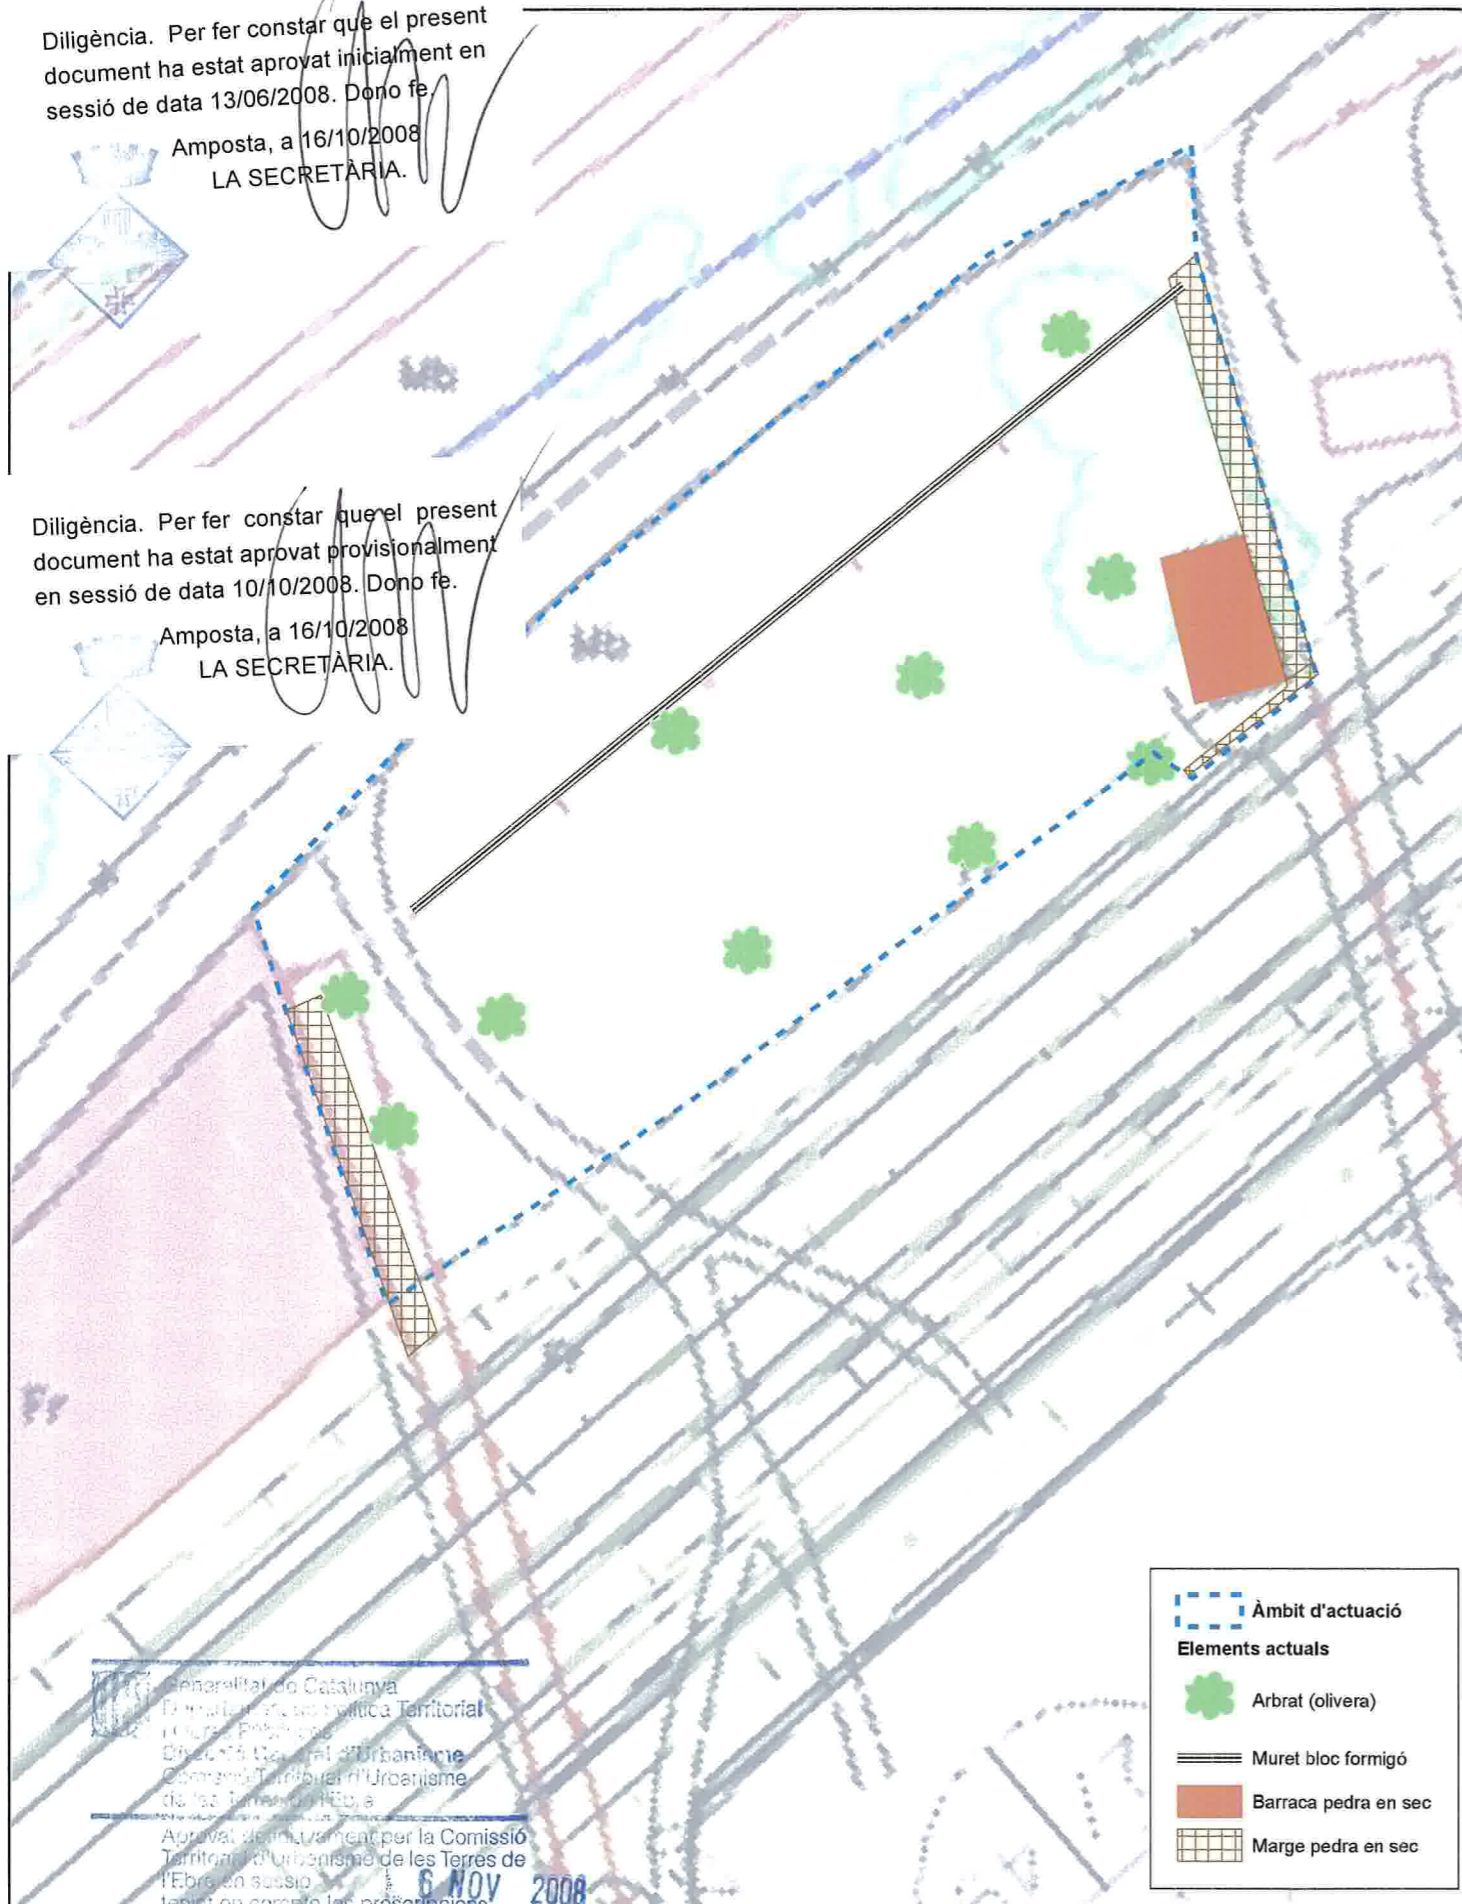 Diligència. Per fer constar que el present
document ha estat aprovat inicialment en
sessió de data 13/06/2008. Dono fe.
Amposta, a 16/10/2008
LA SECRETÀRIA.
Diligència. Per fer constar que el present
document ha estat aprovat provisionalment
en sessió de data 10/10/2008. Dono fe.
Amposta, a 16/10/2008
LA SECRETÀRIA.
Àmbit d'actuació
Elements actuals
Arbrat (olivera)
Muret bloc formigó
Barraca pedra en sec
Marge pedra en sec
Generalitat de Catalunya
Política Territorial
d'Urbanisme
d'Urbanisme
per la Comissió
Territorial d'Urbanisme de les Terres de
l'Ebre en sessió
6 NOV 2008